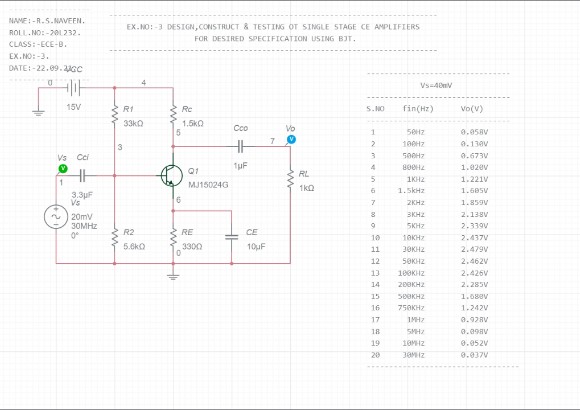 NAME:-R.S.NAVEEN.
ROLL.NO:-20L232.
CLASS:-ECE-B.
EX.NO:-3.
DATE:-22.09.21
EX.NO:-3 DESIGN,CONSTRUCT & TESTING OT SINGLE STAGE CE AMPLIFIERS
FOR DESIRED SPECIFICATION USING BJT.
VCC
0
4
15V
R1
33kΩ
Rc
1.5kΩ
5
3
Cco
1µF
7
Vo
V
Vs
V
1
Cci
3.3µF
Q1
MJ15024G
RL
1kΩ
Vs
20mV
30MHz
0°
6
R2
5.6kΩ
RE
330Ω
0
CE
10µF
Vs=40mV
S.NO fin(Hz) Vo(V)
1 50Hz 0.058V
2 100Hz 0.130V
3 500Hz 0.673V
4 800Hz 1.020V
5 1KHz 1.221V
6 1.5kHz 1.605V
7 2KHz 1.859V
8 3KHz 2.138V
9 5KHz 2.339V
10 10KHz 2.437V
11 30KHz 2.479V
12 50KHz 2.462V
13 100KHz 2.426V
14 200KHz 2.285V
15 500KHz 1.680V
16 750KHz 1.242V
17 1MHz 0.928V
18 5MHz 0.098V
19 10MHz 0.052V
20 30MHz 0.037V